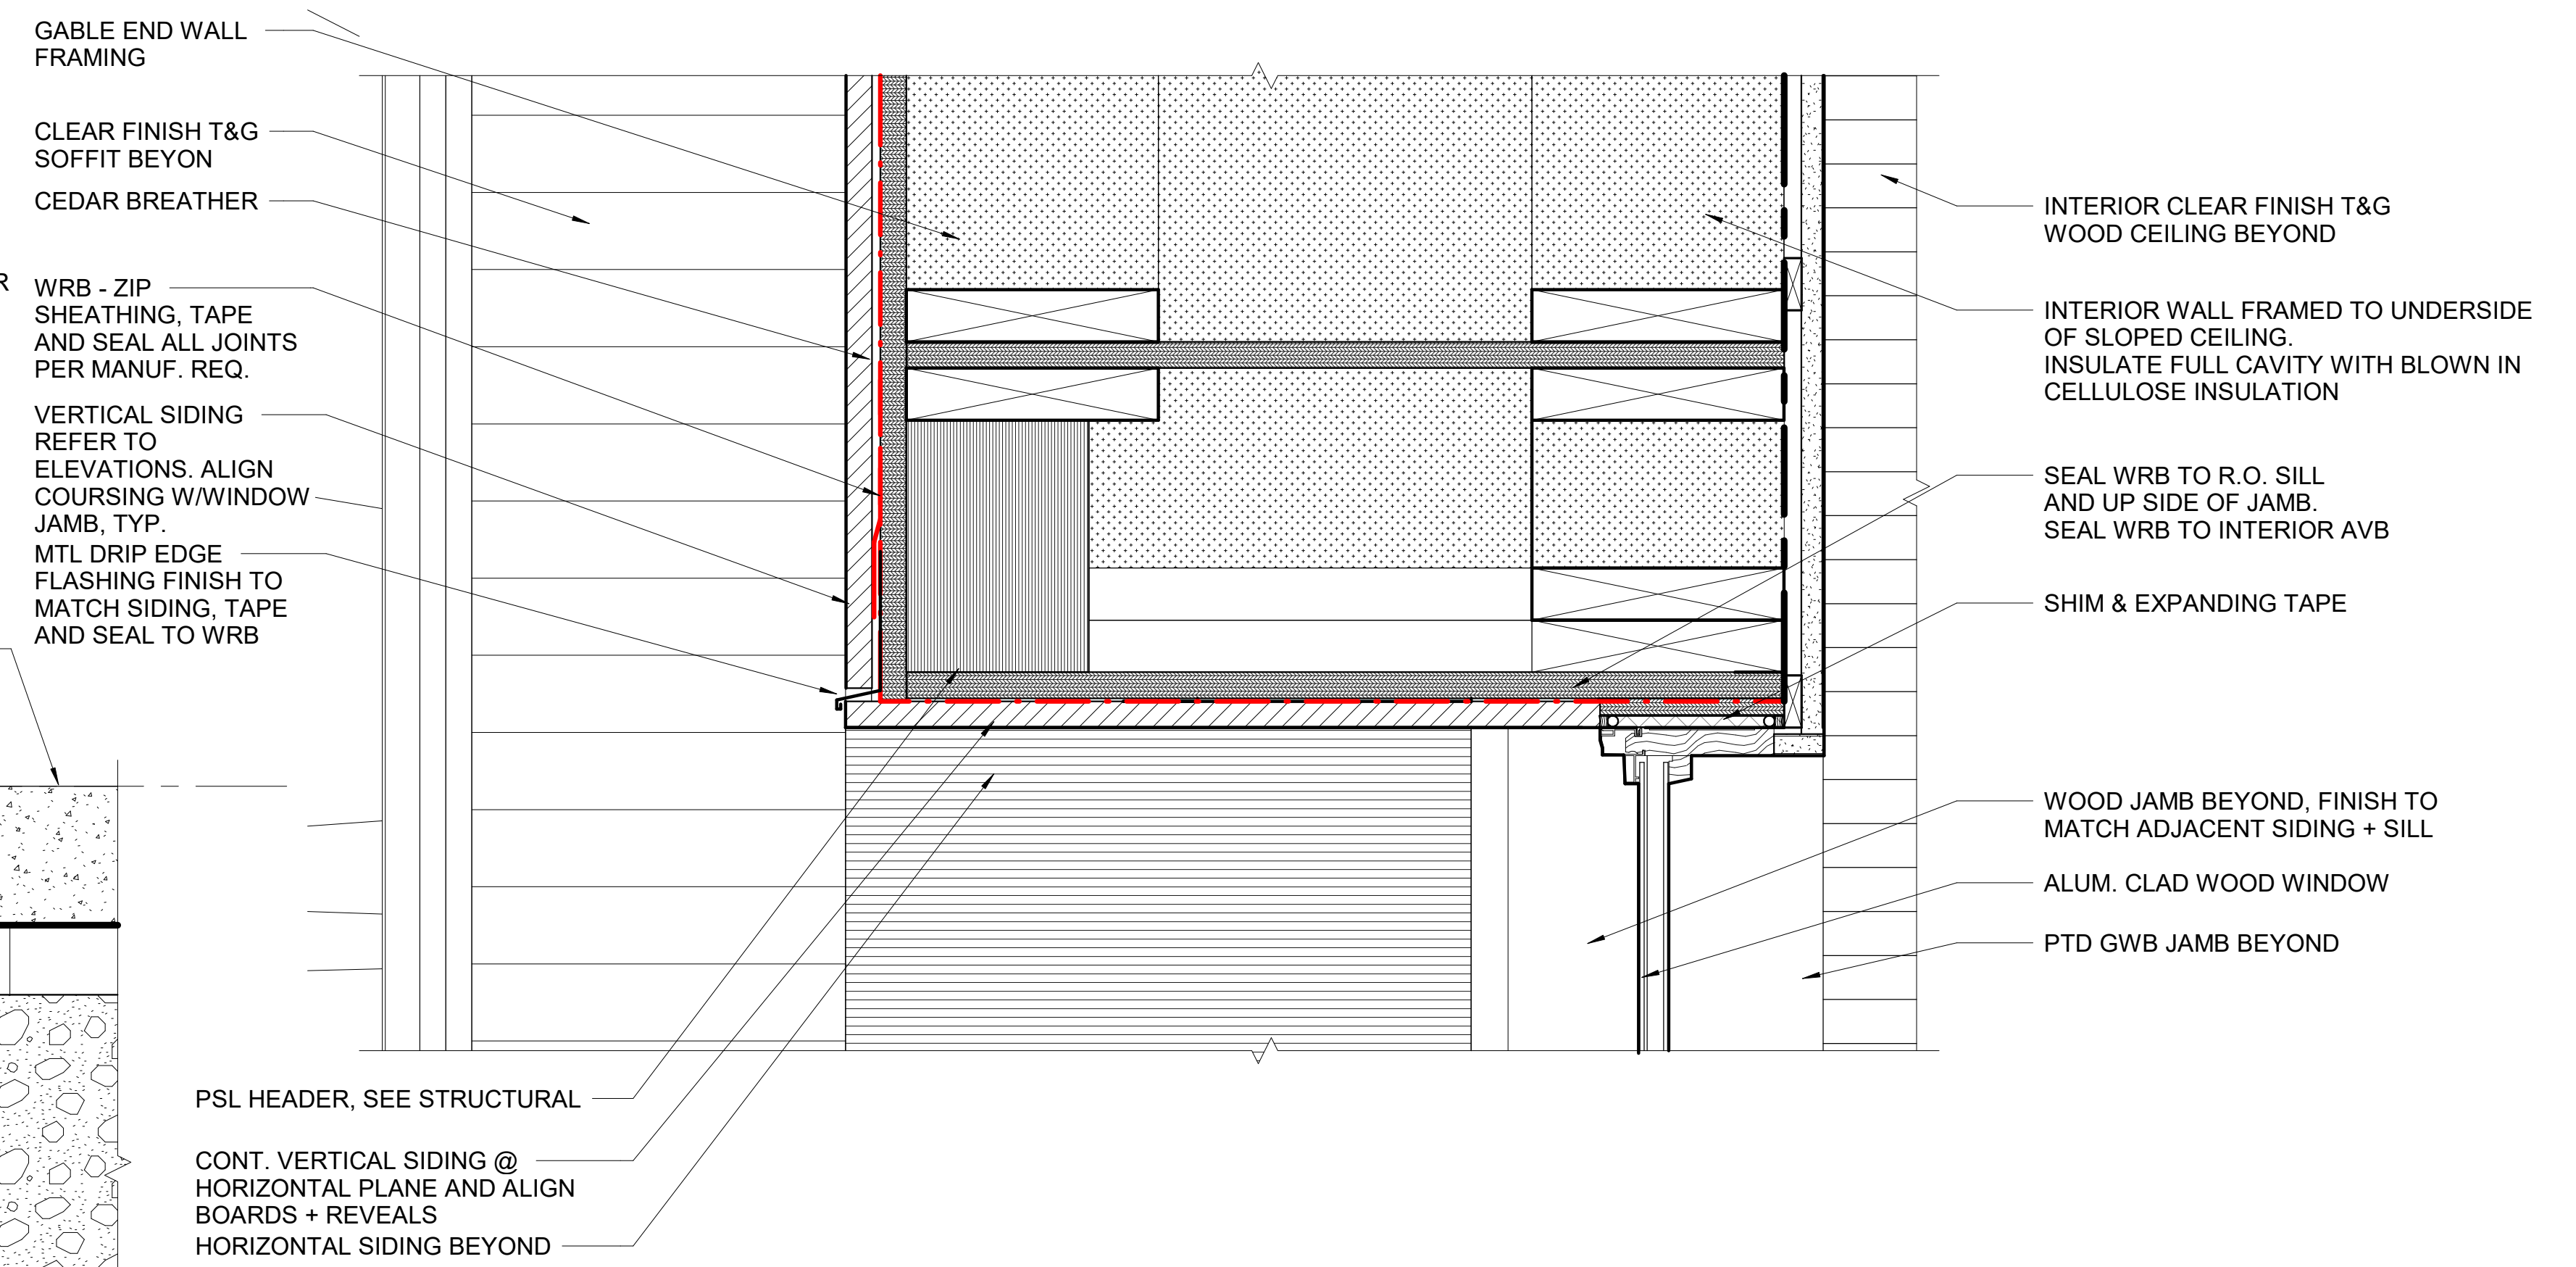 GABLE END WALL
FRAMING
CLEAR FINISH T&G
SOFFIT BEYON
CEDAR BREATHER
R
WRB - ZIP
SHEATHING, TAPE
AND SEAL ALL JOINTS
PER MANUF. REQ.
VERTICAL SIDING
REFER TO
ELEVATIONS. ALIGN
COURSING W/WINDOW
JAMB, TYP.
MTL DRIP EDGE
FLASHING FINISH TO
MATCH SIDING, TAPE
AND SEAL TO WRB
PSL HEADER, SEE STRUCTURAL
CONT. VERTICAL SIDING @
HORIZONTAL PLANE AND ALIGN
BOARDS + REVEALS
HORIZONTAL SIDING BEYOND
INTERIOR CLEAR FINISH T&G
WOOD CEILING BEYOND
INTERIOR WALL FRAMED TO UNDERSIDE
OF SLOPED CEILING.
INSULATE FULL CAVITY WITH BLOWN IN
CELLULOSE INSULATION
SEAL WRB TO R.O. SILL
AND UP SIDE OF JAMB.
SEAL WRB TO INTERIOR AVB
SHIM & EXPANDING TAPE
WOOD JAMB BEYOND, FINISH TO
MATCH ADJACENT SIDING + SILL
ALUM. CLAD WOOD WINDOW
PTD GWB JAMB BEYOND